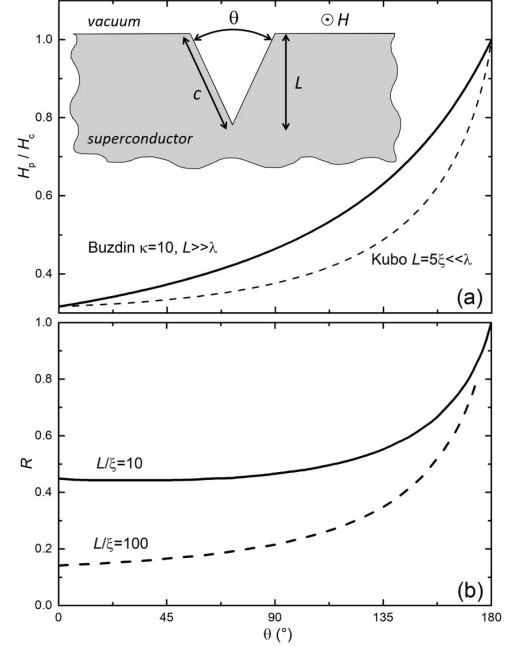 vacuum
θ
⊙ H
c
L
superconductor
1.0
0.8
0.6
0.4
H_p / H_c
Buzdin κ=10, L>>λ
Kubo L=5ξ<<λ
(a)
1.0
0.8
0.6
0.4
0.2
0.0
R
L/ξ=10
L/ξ=100
(b)
0 45 90 135 180
θ (°)